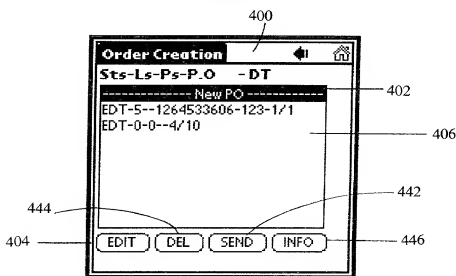 400
Order Creation
Sts-Ls-Ps-P.O - DT
402
------------- New PO -------------
EDT-5--1264533606-123-1/1
EDT-0-0--4/10
406
444
442
404
EDIT DEL SEND INFO
446